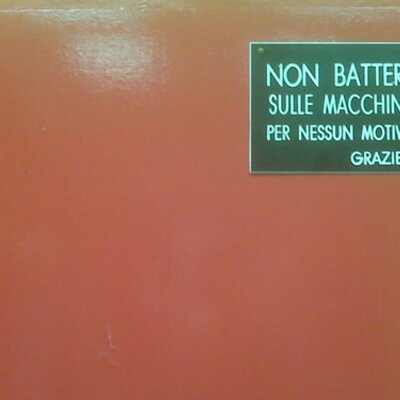 NON BATTER
SULLE MACCHIN
PER NESSUN MOTIV
GRAZIE